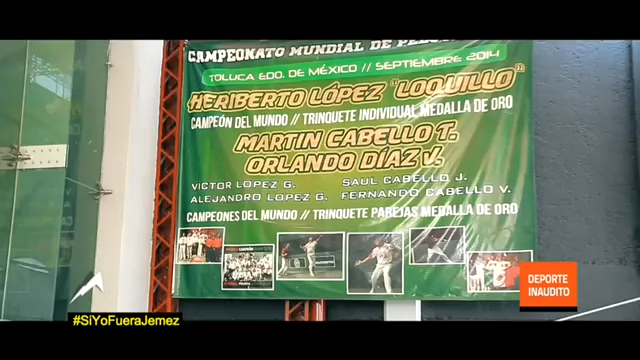 CAMPEONATO MUNDIAL DE
TOLUCA EDO. DE MÉXICO // SEPTIEMBRE 2014
HERIBERTO LÓPEZ "LOQUILLO"
CAMPEÓN DEL MUNDO // TRINQUETE INDIVIDUAL MEDALLA DE ORO
MARTIN CABELLO T.
ORLANDO DÍAZ V.
VICTOR LOPEZ G. SAUL CABELLO J.
ALEJANDRO LOPEZ G. FERNANDO CABELLO V.
CAMPEONES DEL MUNDO // TRINQUETE PAREJAS MEDALLA DE ORO
DEPORTE
INAUDITO
#SiYoFueraJemez